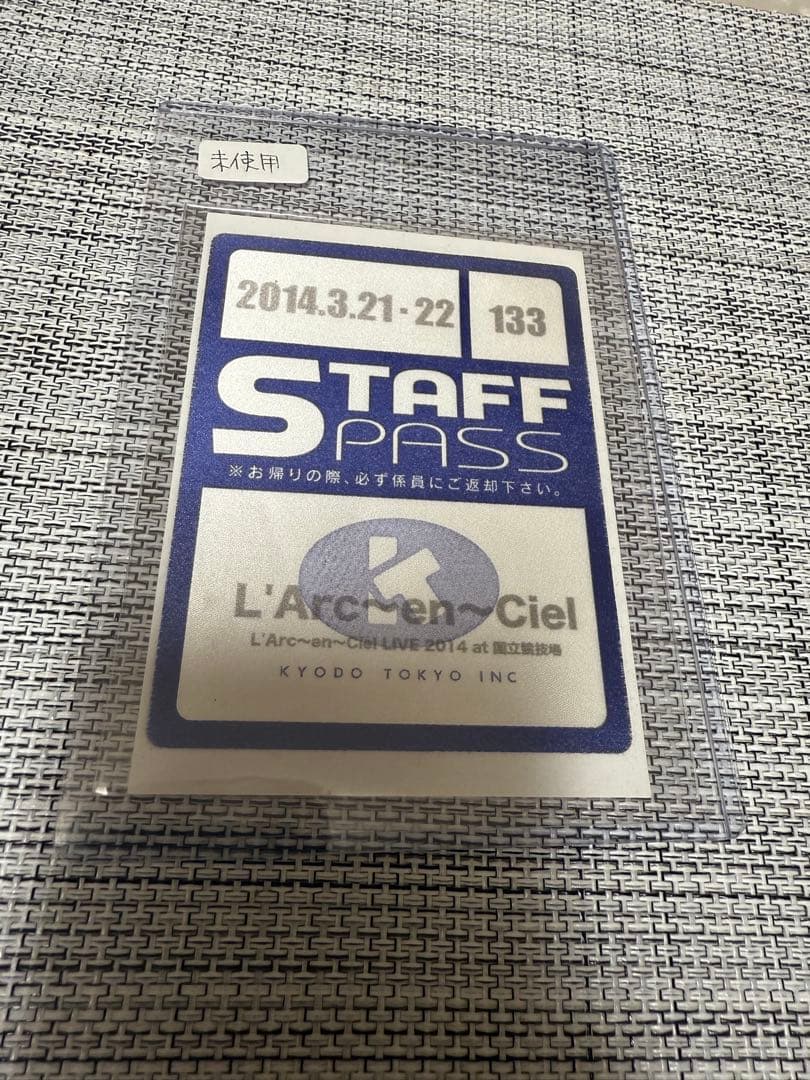 未使用
2014.3.21・22
133
STAFF
PASS
※お帰りの際、必ず係員にご返却下さい。
K
L'Arc〜en〜Ciel
L'Arc〜en〜Ciel LIVE 2014 at 国立競技場
KYODO TOKYO INC